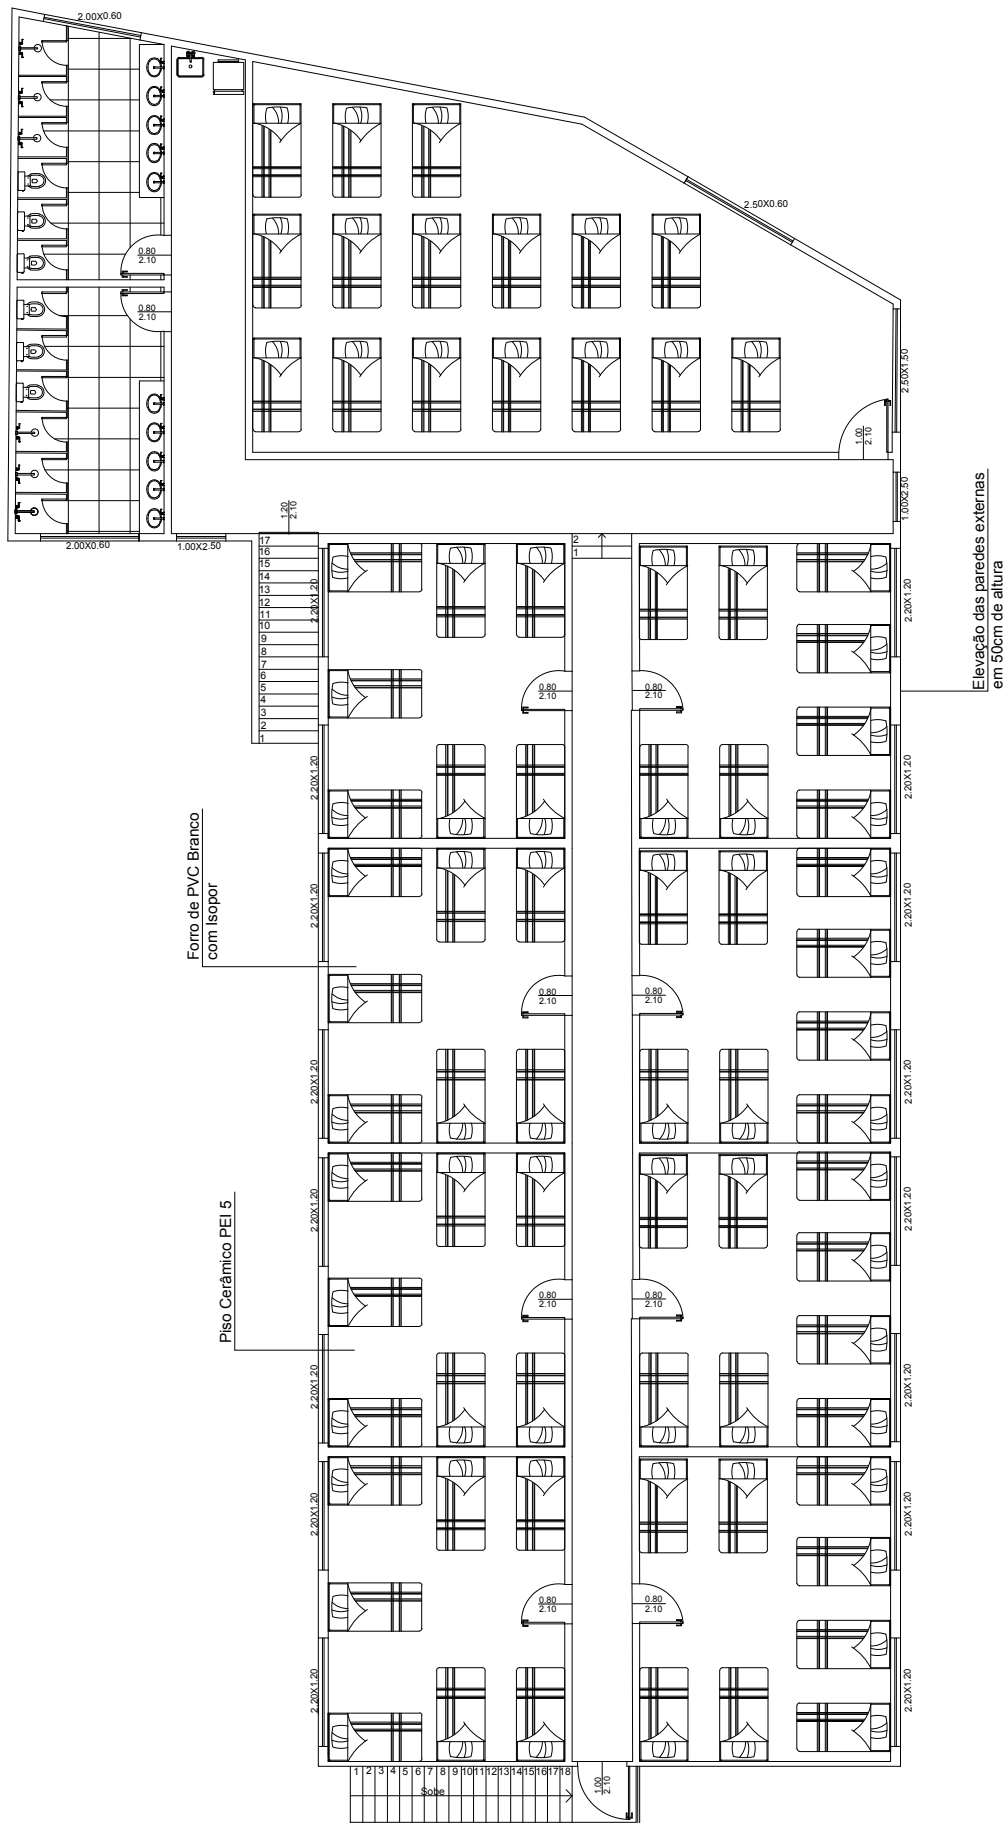 2.00X0.60
0.80
2.10
0.80
2.10
2.50X0.60
2.50X1.50
1.00
2.10
1.00X2.50
2.00X0.60
1.00X2.50
1.20
2.10
17
16
15
14
13
12
11
10
9
8
7
6
5
4
3
2
1
2
1
2.20X1.20
2.20X1.20
0.80
2.10
0.80
2.10
Elevação das paredes externas
em 50cm de altura
2.20X1.20
2.20X1.20
Forro de PVC Branco
com Isopor
2.20X1.20
2.20X1.20
0.80
2.10
0.80
2.10
2.20X1.20
2.20X1.20
Piso Cerâmico PEI 5
2.20X1.20
2.20X1.20
0.80
2.10
0.80
2.10
2.20X1.20
2.20X1.20
2.20X1.20
2.20X1.20
0.80
2.10
0.80
2.10
2.20X1.20
2.20X1.20
1 2 3 4 5 6 7 8 9 10 11 12 13 14 15 16 17 18
Sobe
1.00
2.10